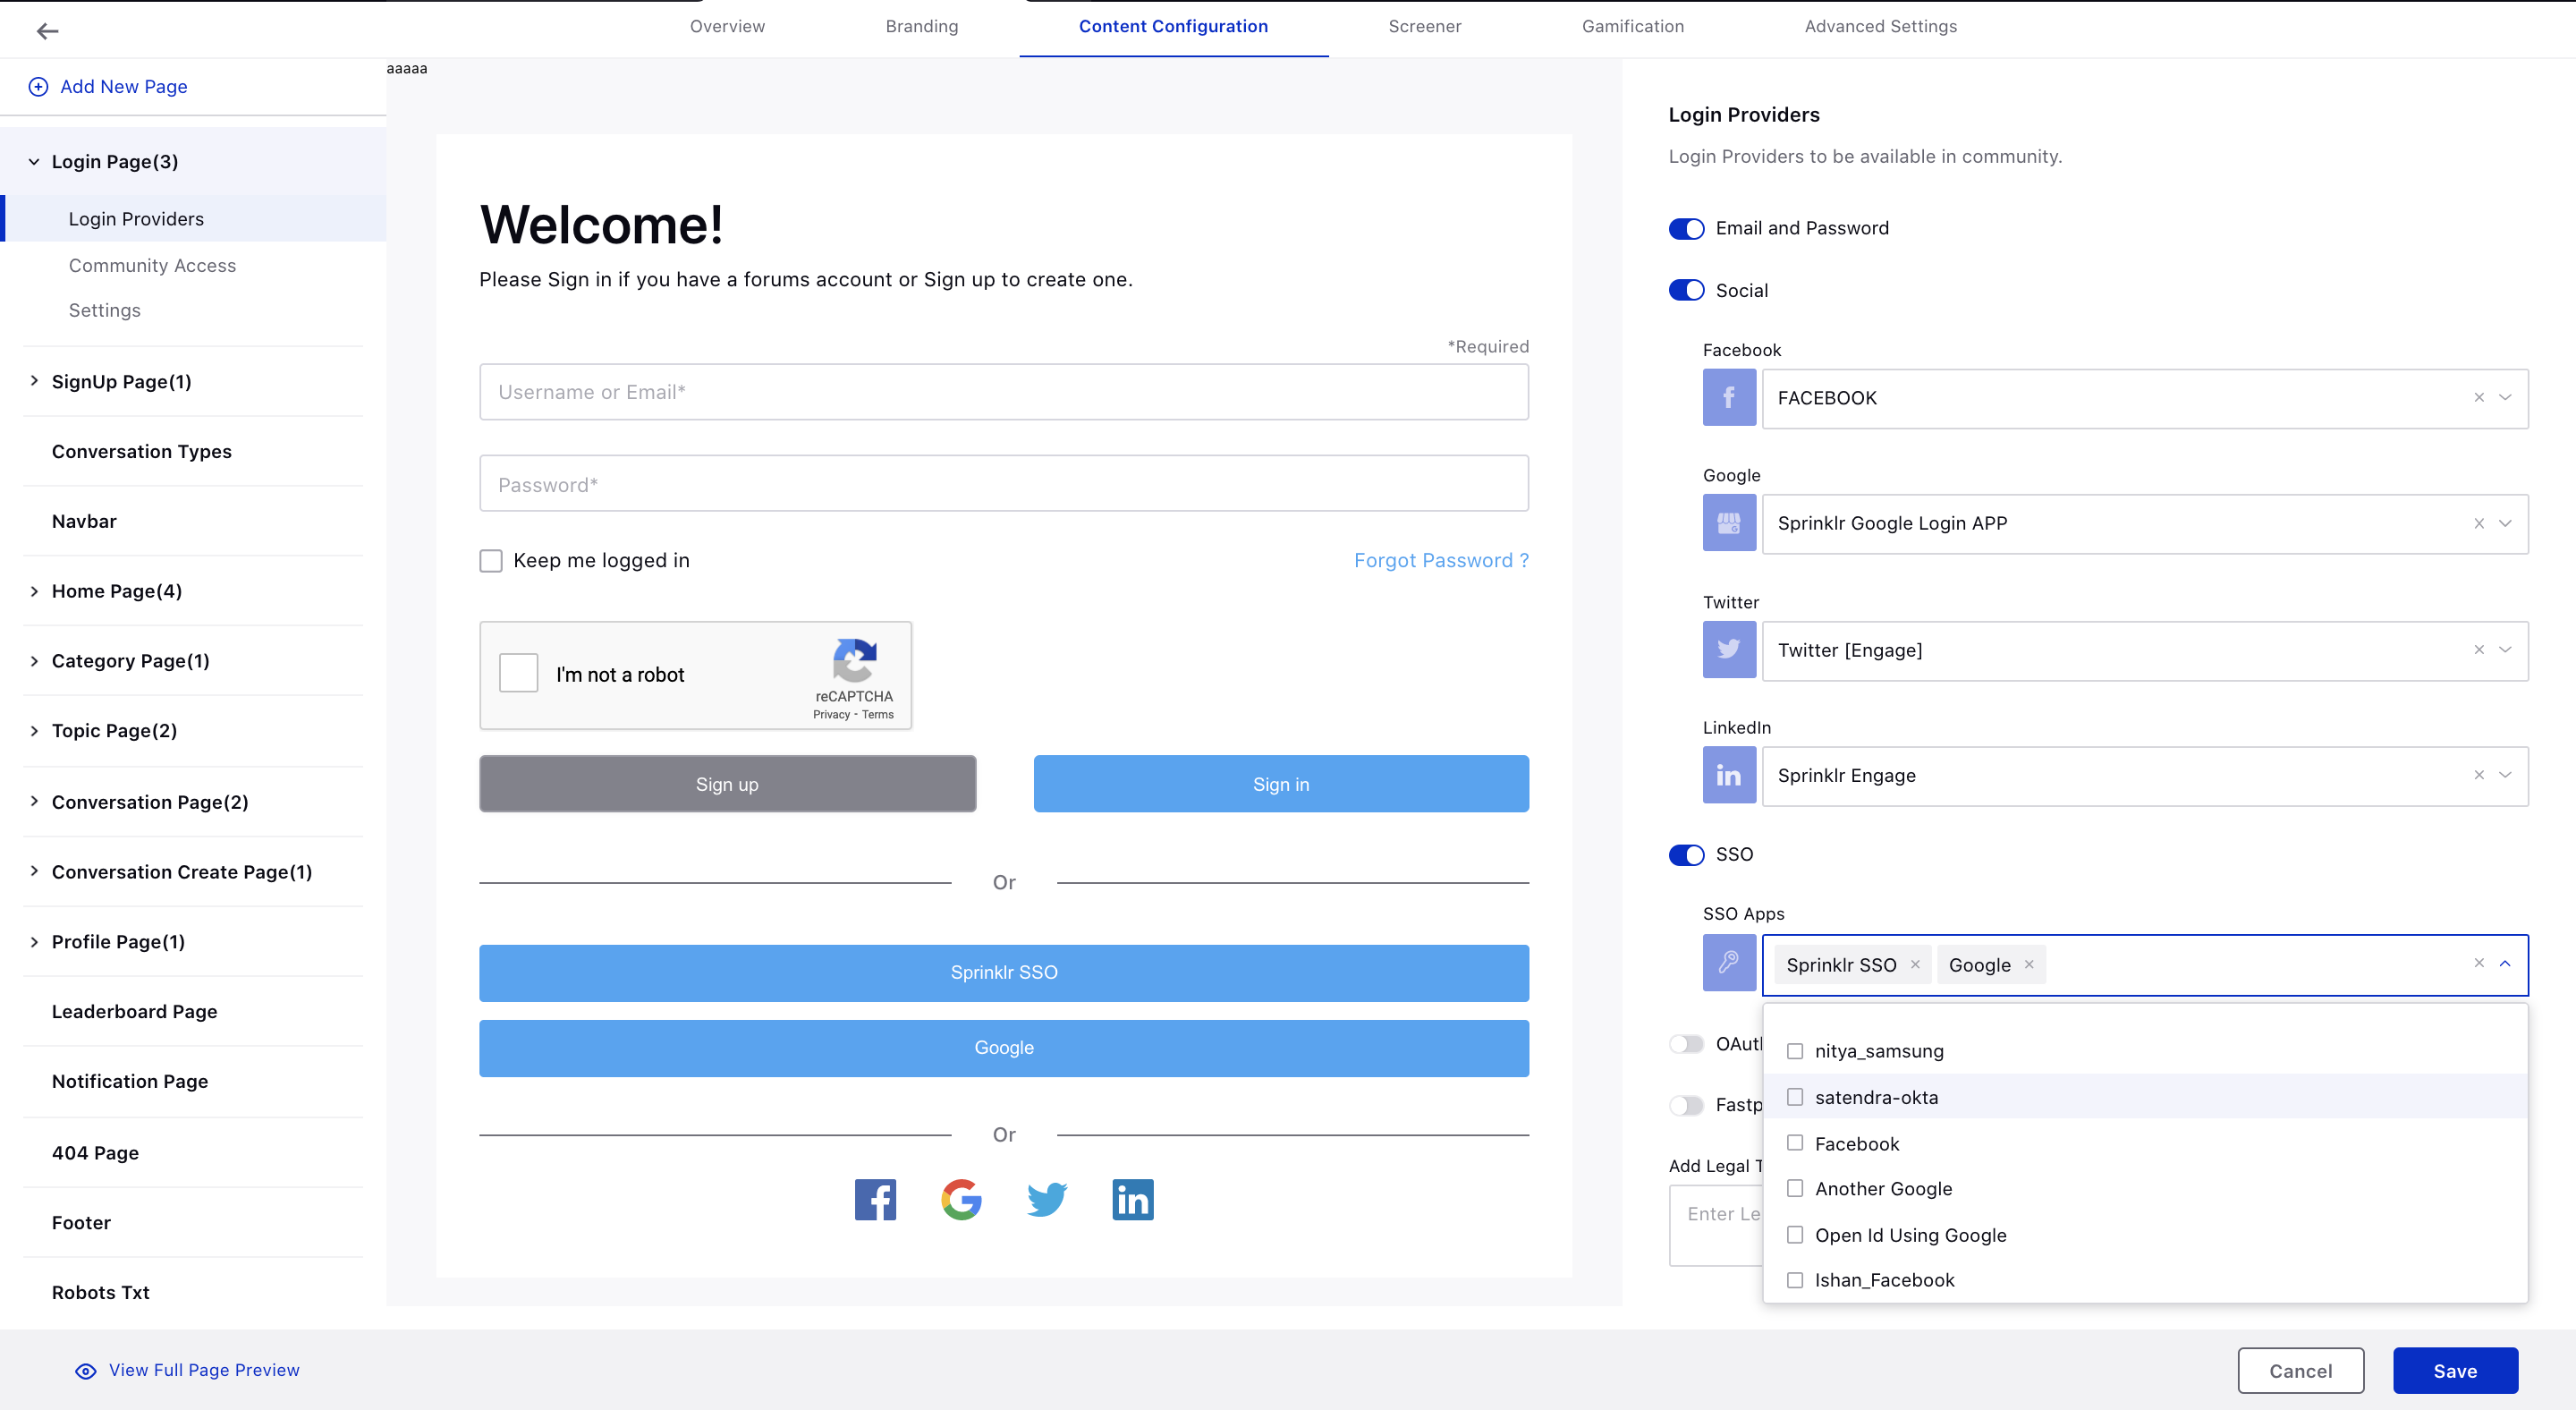 Overview
Branding
Content Configuration
Screener
Gamification
Advanced Settings
Add New Page
Login Page(3)
Login Providers
Community Access
Settings
SignUp Page(1)
Conversation Types
Navbar
Home Page(4)
Category Page(1)
Topic Page(2)
Conversation Page(2)
Conversation Create Page(1)
Profile Page(1)
Leaderboard Page
Notification Page
404 Page
Footer
Robots Txt
aaaaa
Welcome!
Please Sign in if you have a forums account or Sign up to create one.
*Required
Username or Email*
Password*
Keep me logged in
Forgot Password ?
I'm not a robot
reCAPTCHA
Privacy - Terms
Sign up
Sign in
Or
Sprinklr SSO
Google
Or
Login Providers
Login Providers to be available in community.
Email and Password
Social
Facebook
FACEBOOK
Google
Sprinklr Google Login APP
Twitter
Twitter [Engage]
LinkedIn
Sprinklr Engage
SSO
SSO Apps
Sprinklr SSO
Google
nitya_samsung
satendra-okta
Facebook
Another Google
Open Id Using Google
Ishan_Facebook
Add Legal
View Full Page Preview
Cancel
Save